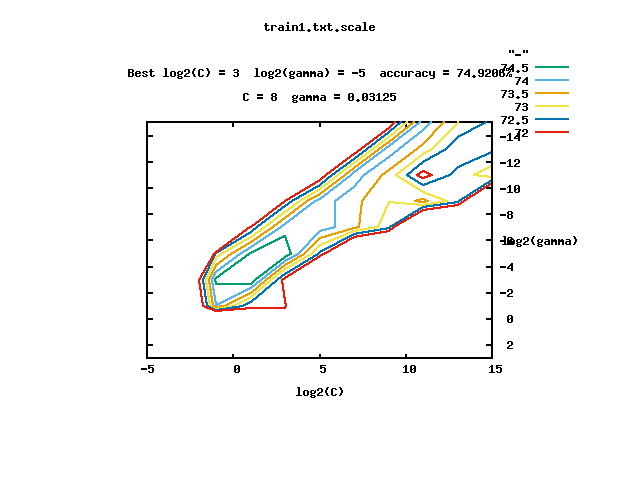 train1.txt.scale
"-"
Best log2(C) = 3  log2(gamma) = -5  accuracy = 74.9206%
74.5
74
73.5
C = 8  gamma = 0.03125
73
72.5
72
-14
-12
-10
-8
-6
log2(gamma)
-4
-2
0
2
-5 0 5 10 15
log2(C)